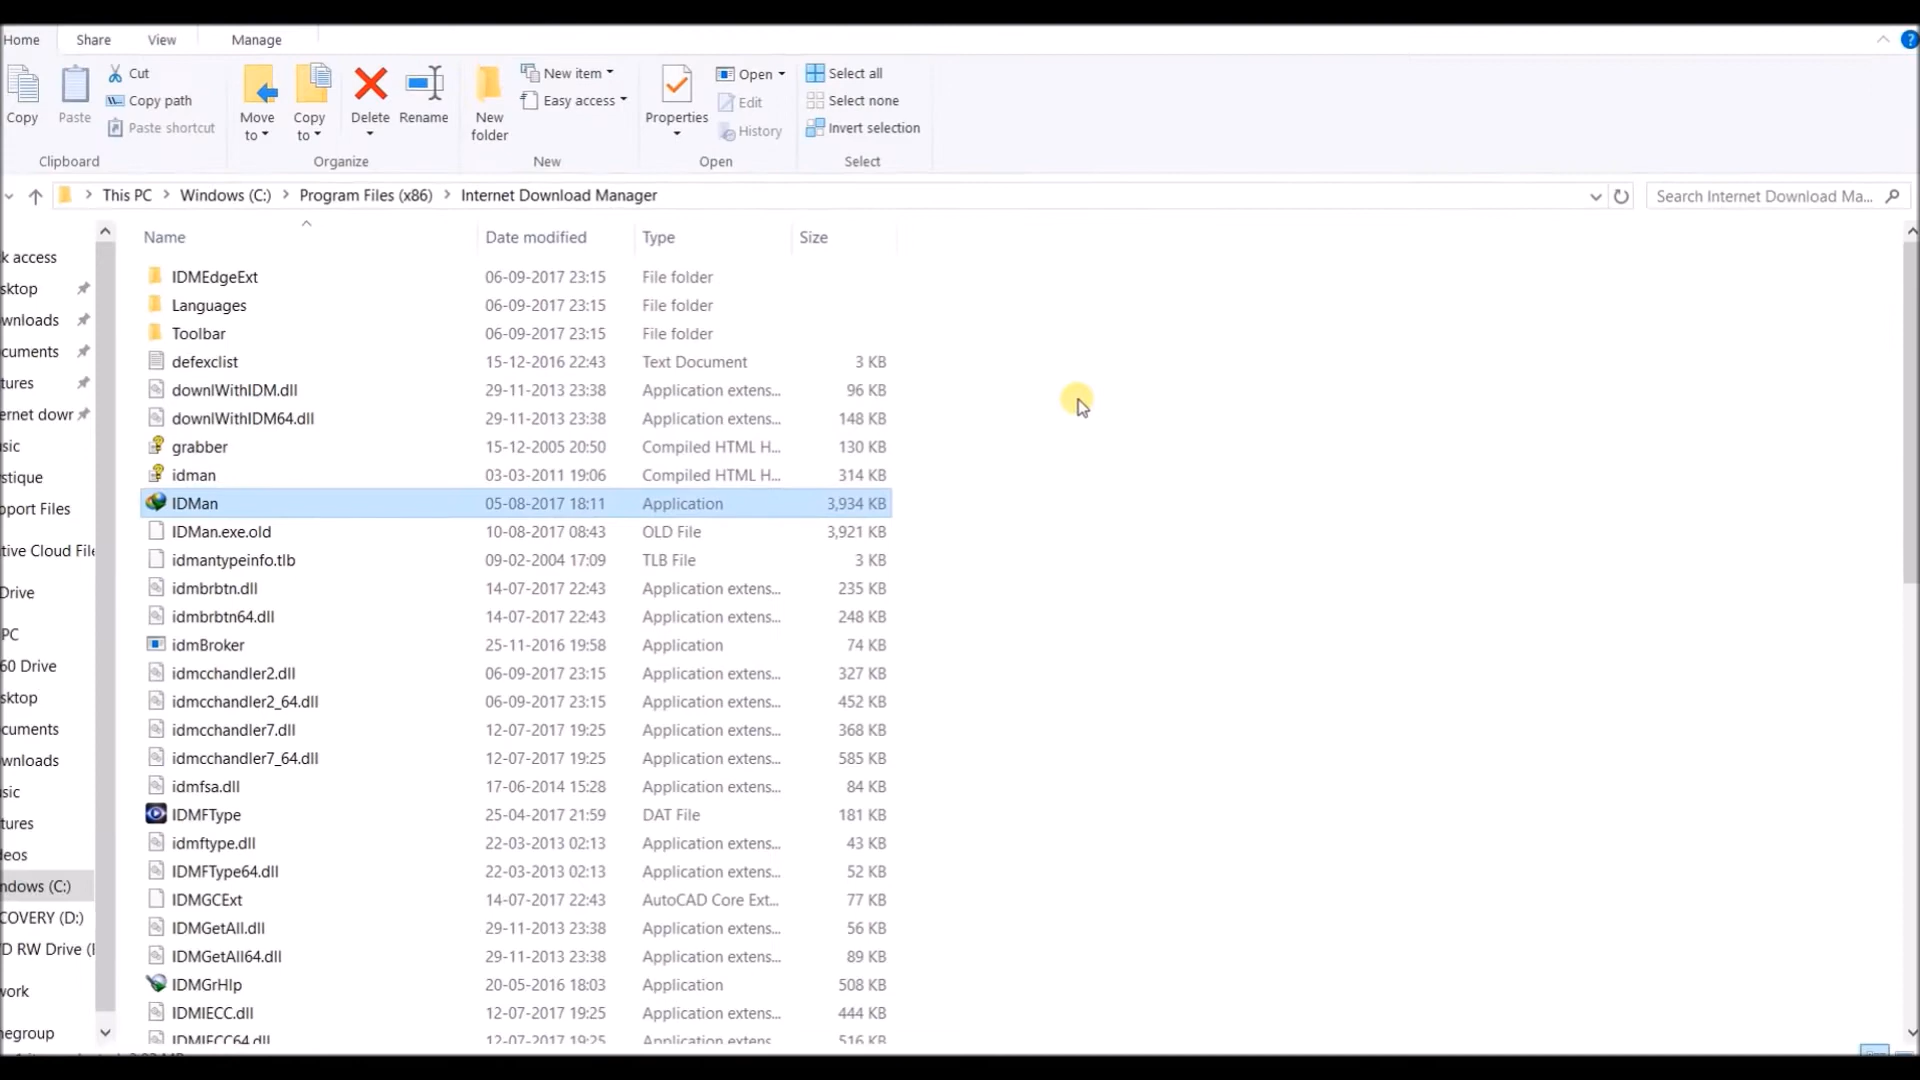 Home Share View Manage
Copy
Paste
Cut
Copy path
Paste shortcut
Clipboard
Move to
Copy to
Delete
Rename
Organize
New folder
New item
Easy access
New
Properties
Open
Edit
History
Open
Select all
Select none
Invert selection
Select
This PC Windows (C:) Program Files (x86) Internet Download Manager
Search Internet Download Ma...
k access
sktop
wnloads
cuments
tures
ernet dowr
sic
stique
pport Files
tive Cloud File
Drive
PC
60 Drive
sktop
cuments
wnloads
sic
tures
deos
ndows (C:)
COVERY (D:)
D RW Drive (
work
negroup
Name Date modified Type Size
IDMEdgeExt 06-09-2017 23:15 File folder
Languages 06-09-2017 23:15 File folder
Toolbar 06-09-2017 23:15 File folder
defexclist 15-12-2016 22:43 Text Document 3 KB
downlWithIDM.dll 29-11-2013 23:38 Application extens... 96 KB
downlWithIDM64.dll 29-11-2013 23:38 Application extens... 148 KB
grabber 15-12-2005 20:50 Compiled HTML H... 130 KB
idman 03-03-2011 19:06 Compiled HTML H... 314 KB
IDMan 05-08-2017 18:11 Application 3,934 KB
IDMan.exe.old 10-08-2017 08:43 OLD File 3,921 KB
idmantypeinfo.tlb 09-02-2004 17:09 TLB File 3 KB
idmbrbtn.dll 14-07-2017 22:43 Application extens... 235 KB
idmbrbtn64.dll 14-07-2017 22:43 Application extens... 248 KB
idmBroker 25-11-2016 19:58 Application 74 KB
idmcchandler2.dll 06-09-2017 23:15 Application extens... 327 KB
idmcchandler2_64.dll 06-09-2017 23:15 Application extens... 452 KB
idmcchandler7.dll 12-07-2017 19:25 Application extens... 368 KB
idmcchandler7_64.dll 12-07-2017 19:25 Application extens... 585 KB
idmfsa.dll 17-06-2014 15:28 Application extens... 84 KB
IDMFType 25-04-2017 21:59 DAT File 181 KB
idmftype.dll 22-03-2013 02:13 Application extens... 43 KB
IDMFType64.dll 22-03-2013 02:13 Application extens... 52 KB
IDMGCExt 14-07-2017 22:43 AutoCAD Core Ext... 77 KB
IDMGetAll.dll 29-11-2013 23:38 Application extens... 56 KB
IDMGetAll64.dll 29-11-2013 23:38 Application extens... 89 KB
IDMGrHlp 20-05-2016 18:03 Application 508 KB
IDMIECC.dll 12-07-2017 19:25 Application extens... 444 KB
IDMIECC64.dll 12-07-2017 19:25 Application extens... 516 KB